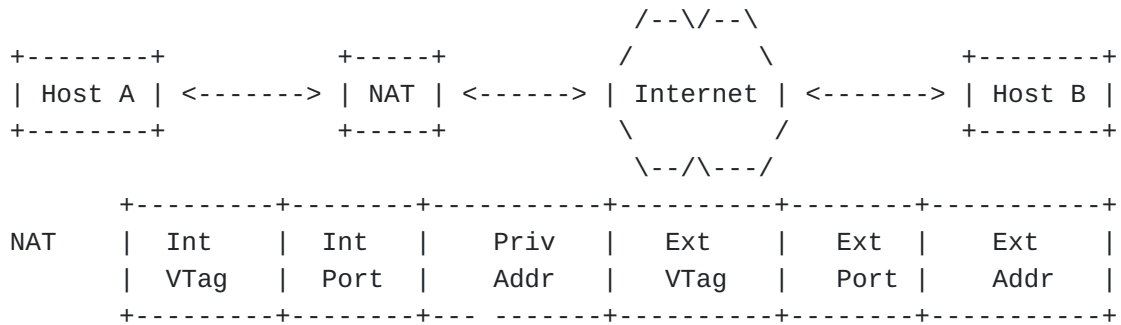 /--\/--\
+--------+           +-----+           /        \            +--------+
| Host A | <-------> | NAT | <------> | Internet | <-------> | Host B |
+--------+           +-----+           \         /           +--------+
                                        \--/\---/
       +---------+--------+-----------+----------+--------+-----------+
NAT    |  Int    |  Int   |    Priv   |   Ext    |   Ext  |    Ext    |
       |  VTag   |  Port  |    Addr   |   VTag   |   Port |    Addr   |
       +---------+--------+--- -------+----------+--------+-----------+